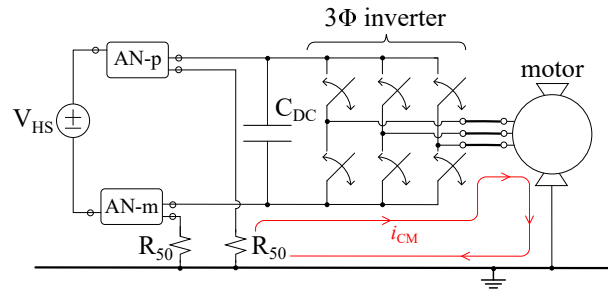 3Φ inverter
AN-p
motor
V_HS
C_DC
AN-m
R_50
R_50
i_CM